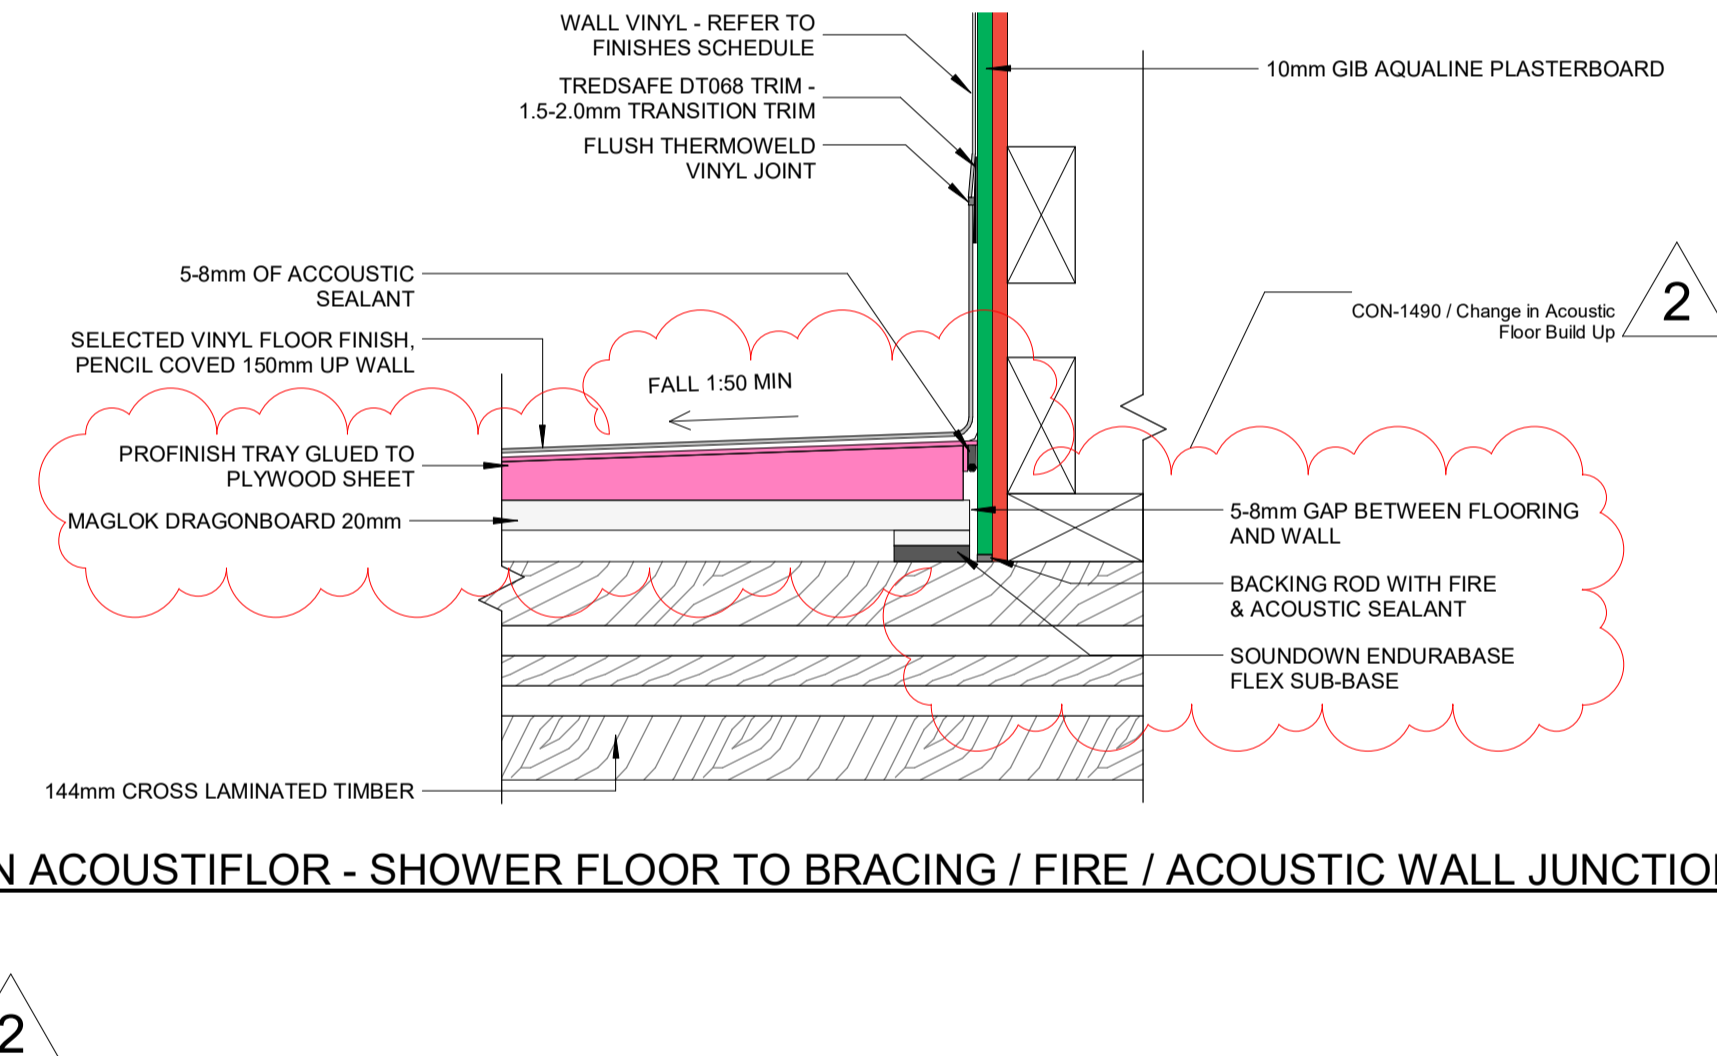 WALL VINYL - REFER TO
FINISHES SCHEDULE
TREDSAFE DT068 TRIM -
1.5-2.0mm TRANSITION TRIM
FLUSH THERMOWELD
VINYL JOINT
10mm GIB AQUALINE PLASTERBOARD
5-8mm OF ACCOUSTIC
SEALANT
SELECTED VINYL FLOOR FINISH,
PENCIL COVED 150mm UP WALL
FALL 1:50 MIN
CON-1490 / Change in Acoustic
Floor Build Up
2
PROFINISH TRAY GLUED TO
PLYWOOD SHEET
MAGLOK DRAGONBOARD 20mm
5-8mm GAP BETWEEN FLOORING
AND WALL
BACKING ROD WITH FIRE
& ACOUSTIC SEALANT
SOUNDOWN ENDURABASE
FLEX SUB-BASE
144mm CROSS LAMINATED TIMBER
N ACOUSTIFLOR - SHOWER FLOOR TO BRACING / FIRE / ACOUSTIC WALL JUNCTION
2